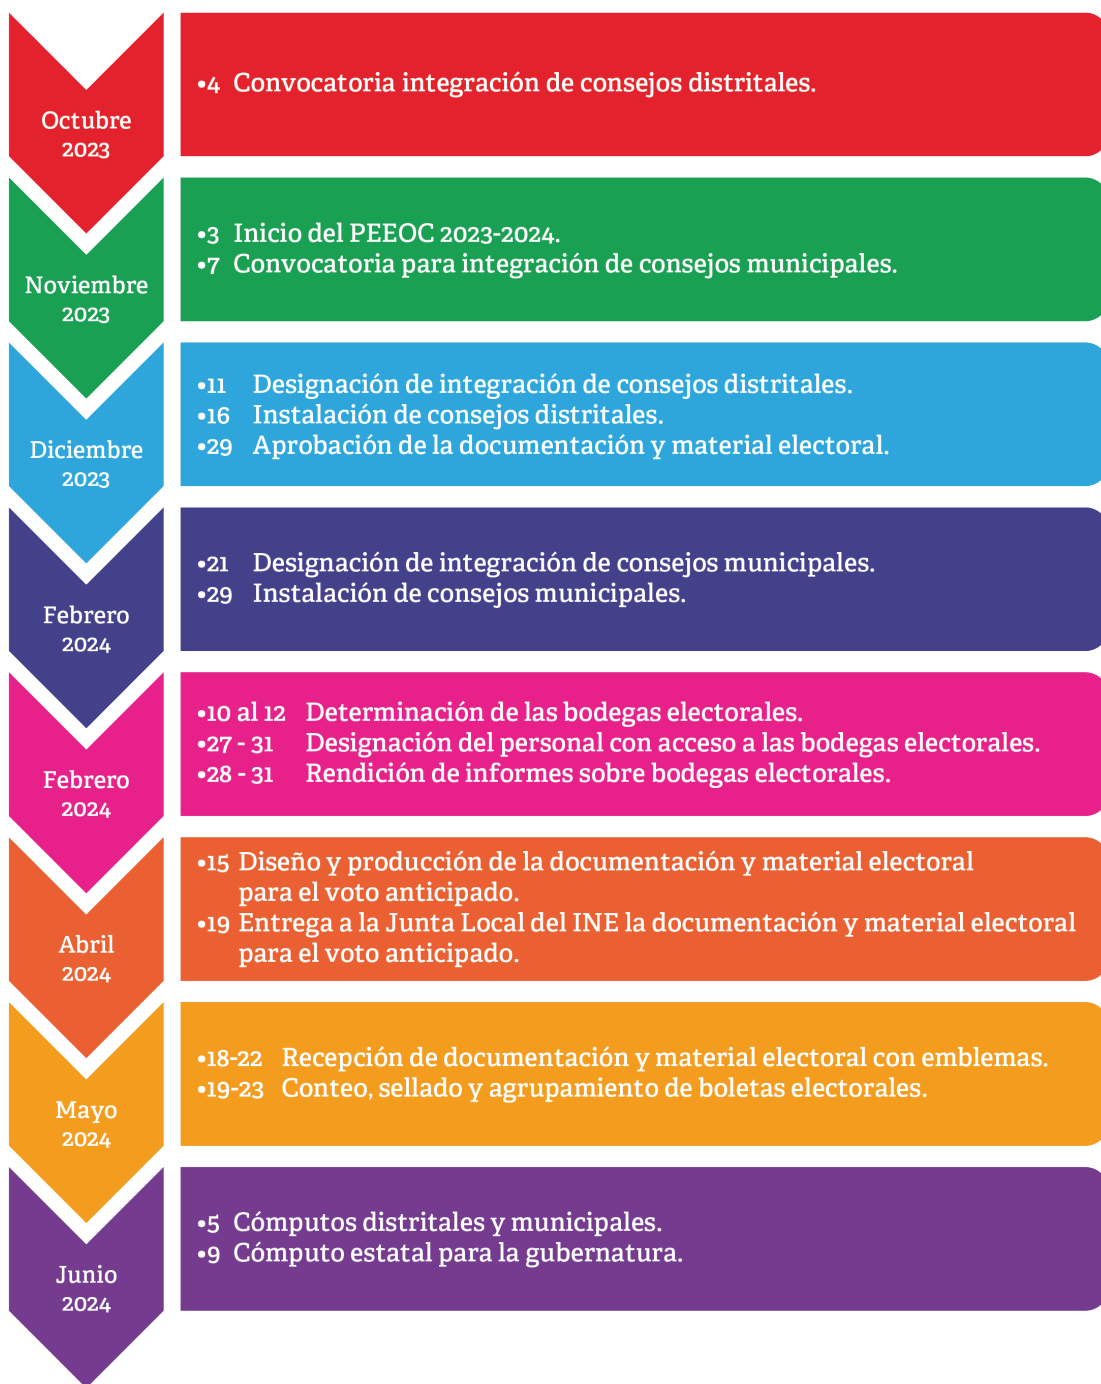 Octubre
2023
•4 Convocatoria integración de consejos distritales.
Noviembre
2023
•3 Inicio del PEEOC 2023-2024.
•7 Convocatoria para integración de consejos municipales.
Diciembre
2023
•11 Designación de integración de consejos distritales.
•16 Instalación de consejos distritales.
•29 Aprobación de la documentación y material electoral.
Febrero
2024
•21 Designación de integración de consejos municipales.
•29 Instalación de consejos municipales.
Febrero
2024
•10 al 12 Determinación de las bodegas electorales.
•27 - 31 Designación del personal con acceso a las bodegas electorales.
•28 - 31 Rendición de informes sobre bodegas electorales.
Abril
2024
•15 Diseño y producción de la documentación y material electoral
para el voto anticipado.
•19 Entrega a la Junta Local del INE la documentación y material electoral
para el voto anticipado.
Mayo
2024
•18-22 Recepción de documentación y material electoral con emblemas.
•19-23 Conteo, sellado y agrupamiento de boletas electorales.
Junio
2024
•5 Cómputos distritales y municipales.
•9 Cómputo estatal para la gubernatura.